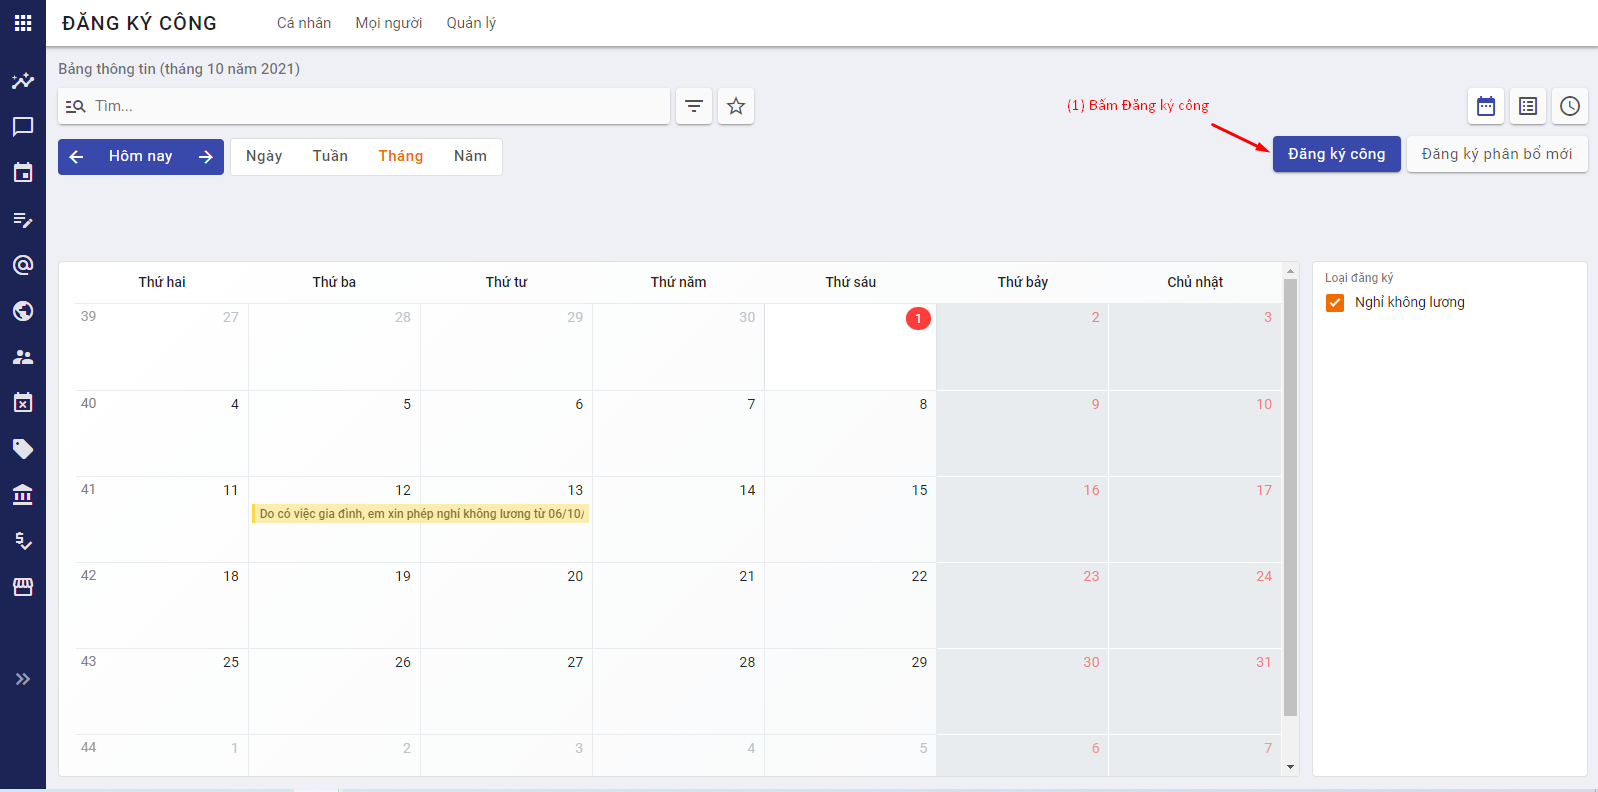 ĐĂNG KÝ CÔNG
Cá nhân Mọi người Quản lý
Bảng thông tin (tháng 10 năm 2021)
Tìm...
(1) Bấm Đăng ký công
Hôm nay
Ngày Tuần Tháng Năm
Đăng ký công Đăng ký phân bổ mới
Thứ hai Thứ ba Thứ tư Thứ năm Thứ sáu Thứ bảy Chủ nhật
39 27 28 29 30 1 2 3
40 4 5 6 7 8 9 10
41 11 12 13 14 15 16 17
Do có việc gia đình, em xin phép nghỉ không lương từ 06/10/
42 18 19 20 21 22 23 24
43 25 26 27 28 29 30 31
44 1 2 3 4 5 6 7
Loại đăng ký
Nghỉ không lương